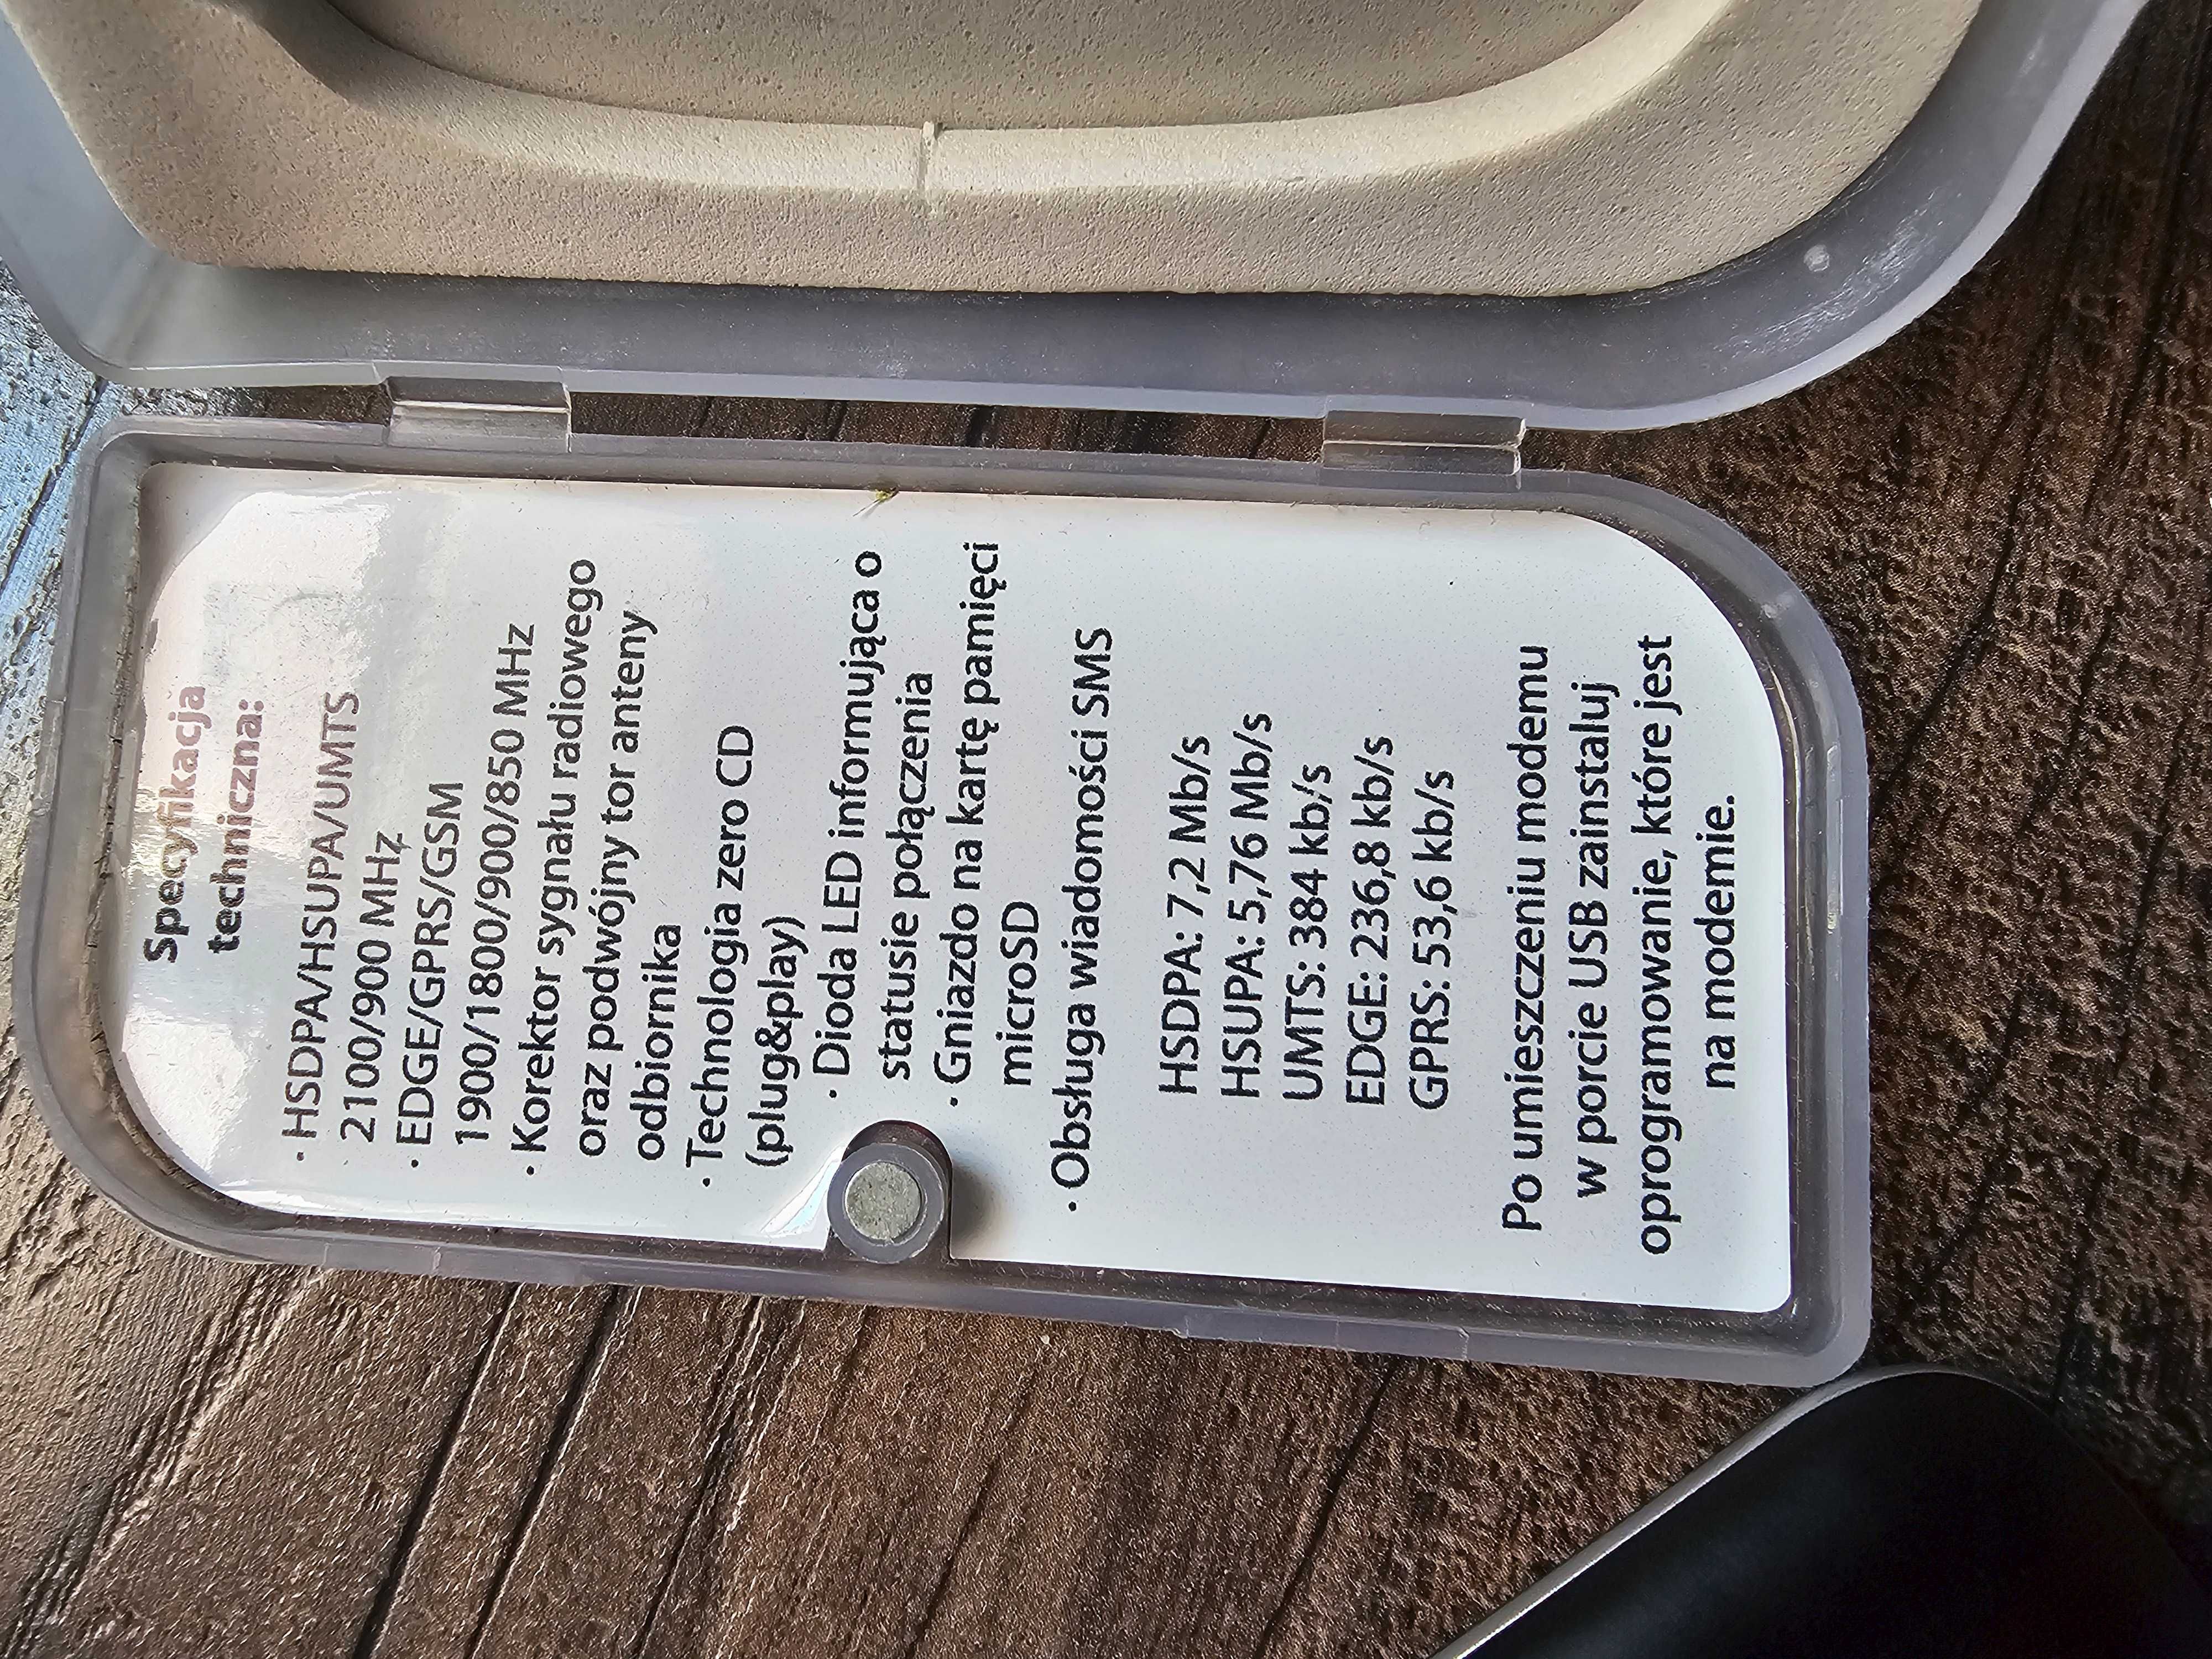 Specyfikacja
techniczna:
· HSDPA/HSUPA/UMTS
2100/900 MHz
· EDGE/GPRS/GSM
1900/1800/900/850 MHz
· Korektor sygnału radiowego
oraz podwójny tor anteny
odbiornika
· Technologia zero CD
(plug&play)
· Dioda LED informująca o
statusie połączenia
· Gniazdo na kartę pamięci
microSD
· Obsługa wiadomości SMS
HSDPA: 7,2 Mb/s
HSUPA: 5,76 Mb/s
UMTS: 384 kb/s
EDGE: 236,8 kb/s
GPRS: 53,6 kb/s
Po umieszczeniu modemu
w porcie USB zainstaluj
oprogramowanie, które jest
na modemie.